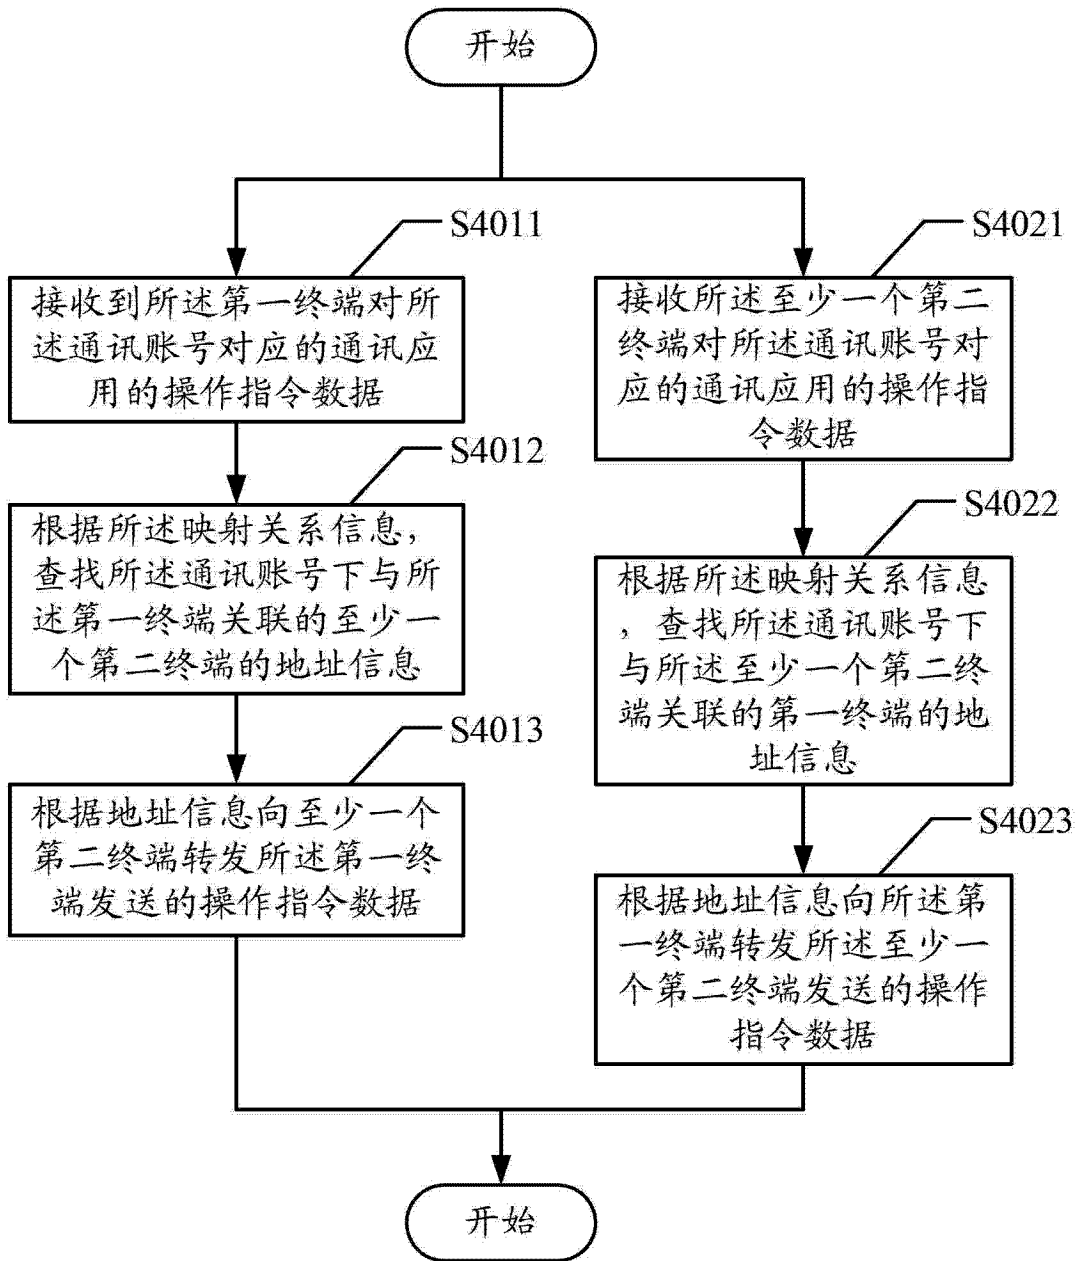 开始
S4011
接收到所述第一终端对所
述通讯账号对应的通讯应
用的操作指令数据
S4012
根据所述映射关系信息，
查找所述通讯账号下与所
述第一终端关联的至少一
个第二终端的地址信息
S4013
根据地址信息向至少一个
第二终端转发所述第一终
端发送的操作指令数据
S4021
接收所述至少一个第二
终端对所述通讯账号对
应的通讯应用的操作指
令数据
S4022
根据所述映射关系信息
，查找所述通讯账号下
与所述至少一个第二终
端关联的第一终端的地
址信息
S4023
根据地址信息向所述第
一终端转发所述至少一
个第二终端发送的操作
指令数据
开始